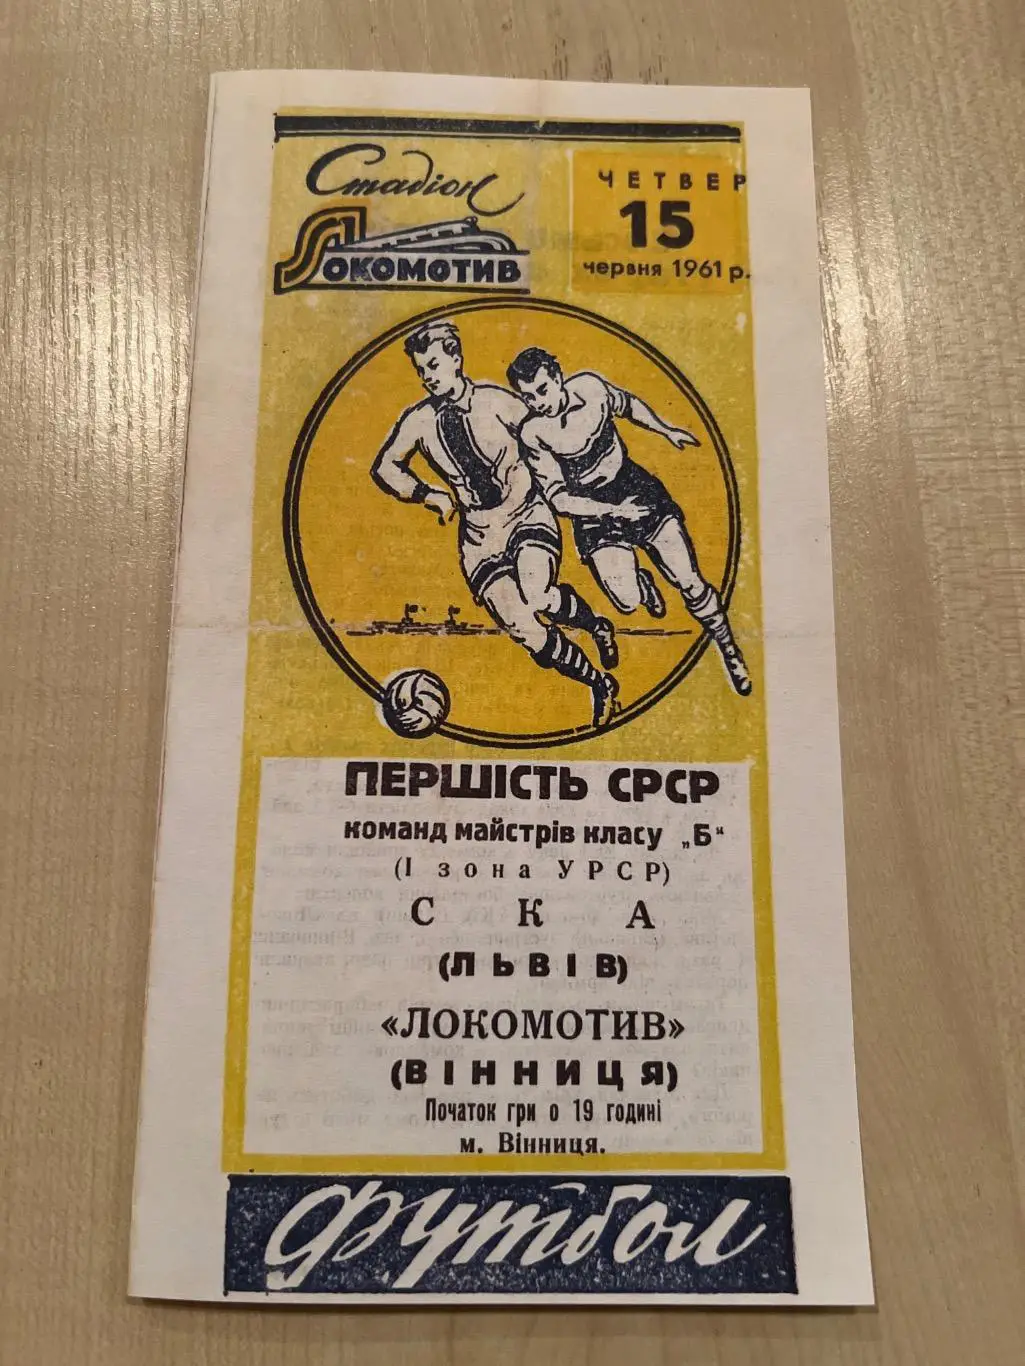 Стадіон
Локомотив
ЧЕТВЕР
15
червня 1961 р.
ПЕРШІСТЬ СРСР
команд майстрів класу „Б"
(І зона УРСР)
СКА
(ЛЬВІВ)
«ЛОКОМОТИВ»
(ВІННИЦЯ)
Початок гри о 19 годині
м. Вінниця.
Футбол